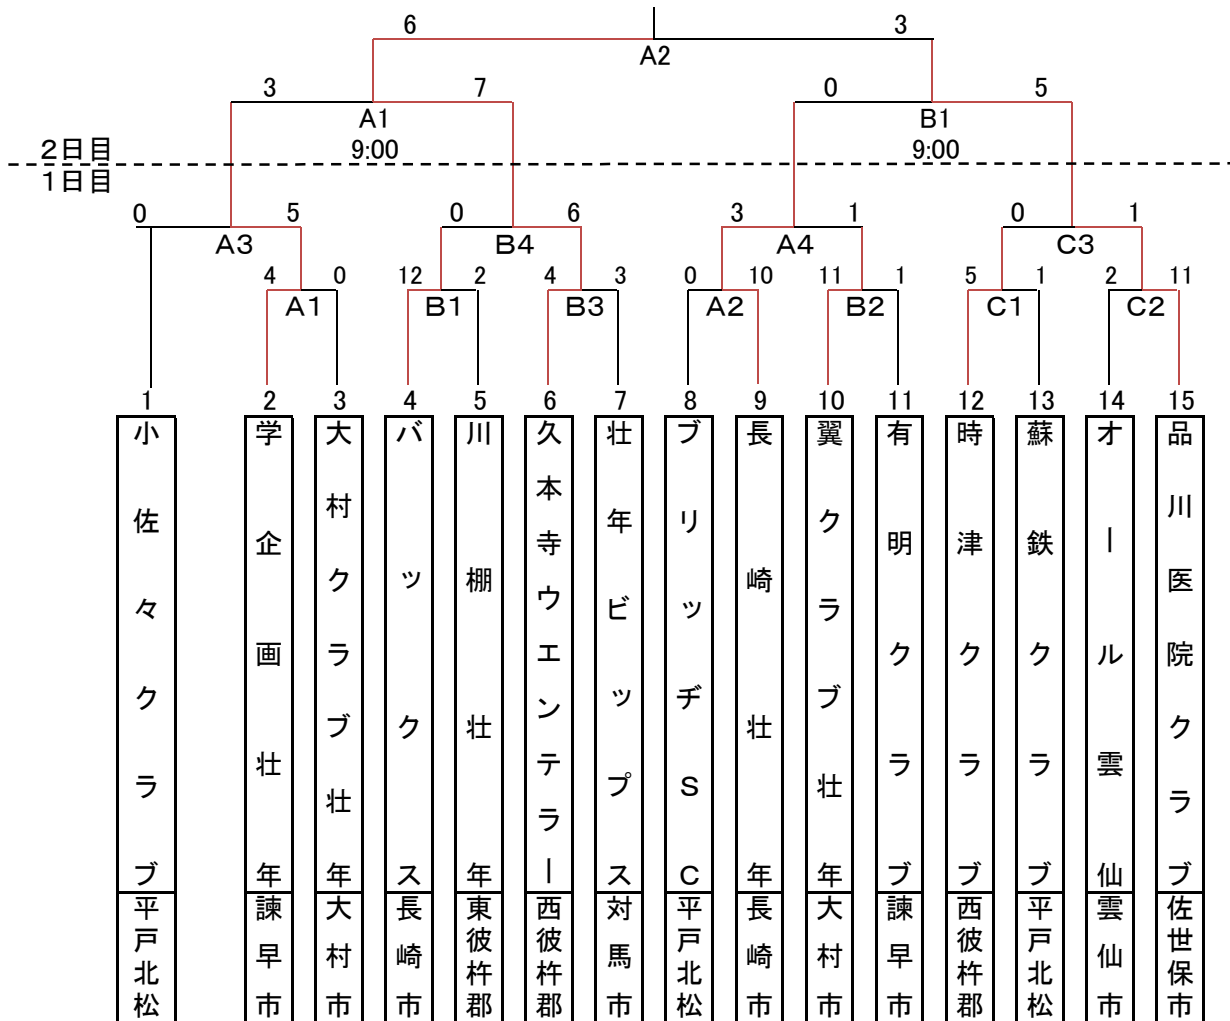 6 3
A2
3 7 0 5
A1 B1
2日目 9:00 9:00
1日目
0 5 0 6 3 1 0 1
A3 B4 A4 C3
4 0 12 2 4 3 0 10 11 1 5 1 2 11
A1 B1 B3 A2 B2 C1 C2
1 2 3 4 5 6 7 8 9 10 11 12 13 14 15
小佐々クラブ
平戸北松
学企画壮年
諫早市
大村クラブ壮年
大村市
バックス
長崎市
川棚壮年
東彼杵郡
久本寺ウエンテラー
西彼杵郡
壮年ビップス
対馬市
ブリッヂSC
平戸北松
長崎壮年
長崎市
翼クラブ壮年
大村市
有明クラブ
諫早市
時津クラブ
西彼杵郡
蘇鉄クラブ
平戸北松
オール雲仙
雲仙市
品川医院クラブ
佐世保市